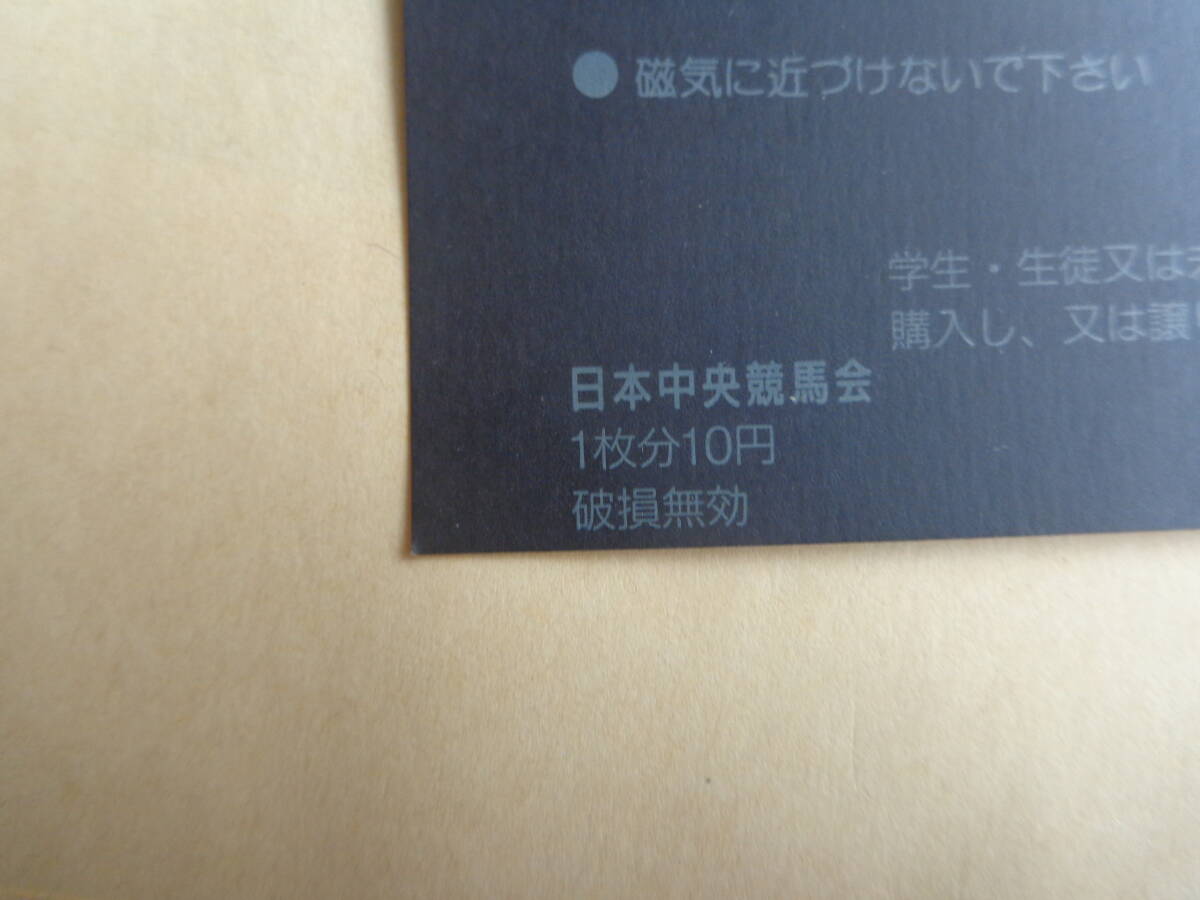 ● 磁気に近づけないで下さい
学生・生徒又は未
購入し、又は譲
日本中央競馬会
1枚分10円
破損無効